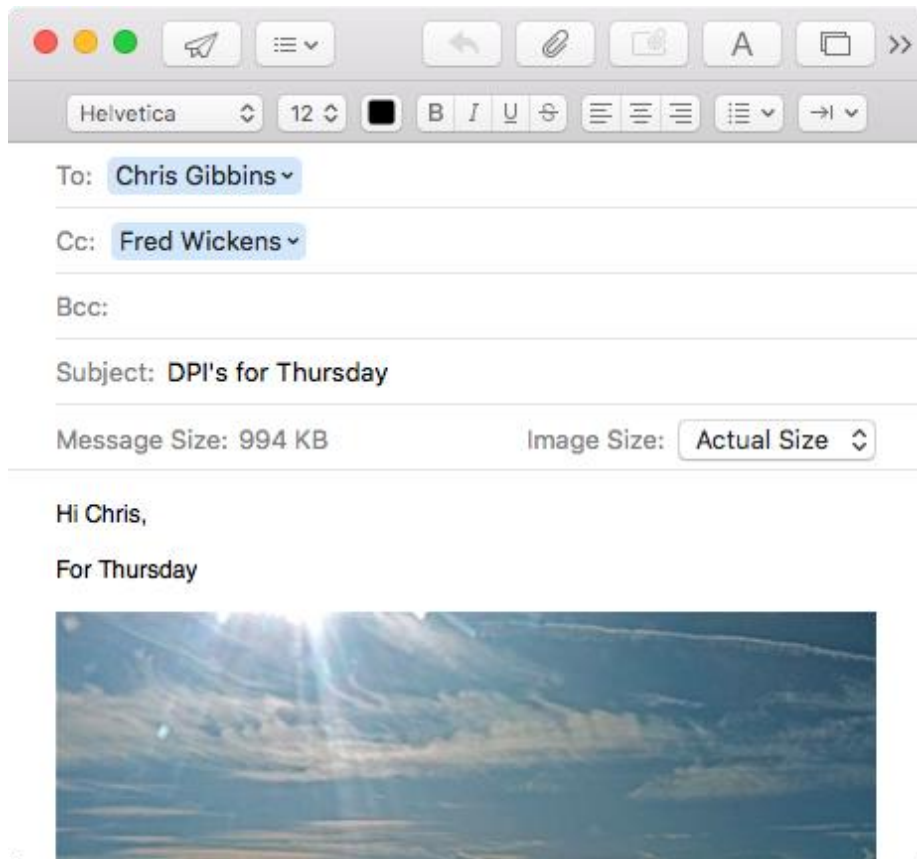 Helvetica 12 B I U S
To: Chris Gibbins
Cc: Fred Wickens
Bcc:
Subject: DPI's for Thursday
Message Size: 994 KB Image Size: Actual Size
Hi Chris,
For Thursday